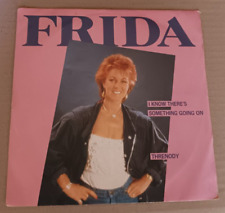 FRIDA
I KNOW THERE'S
SOMETHING GOING ON
THRENODY